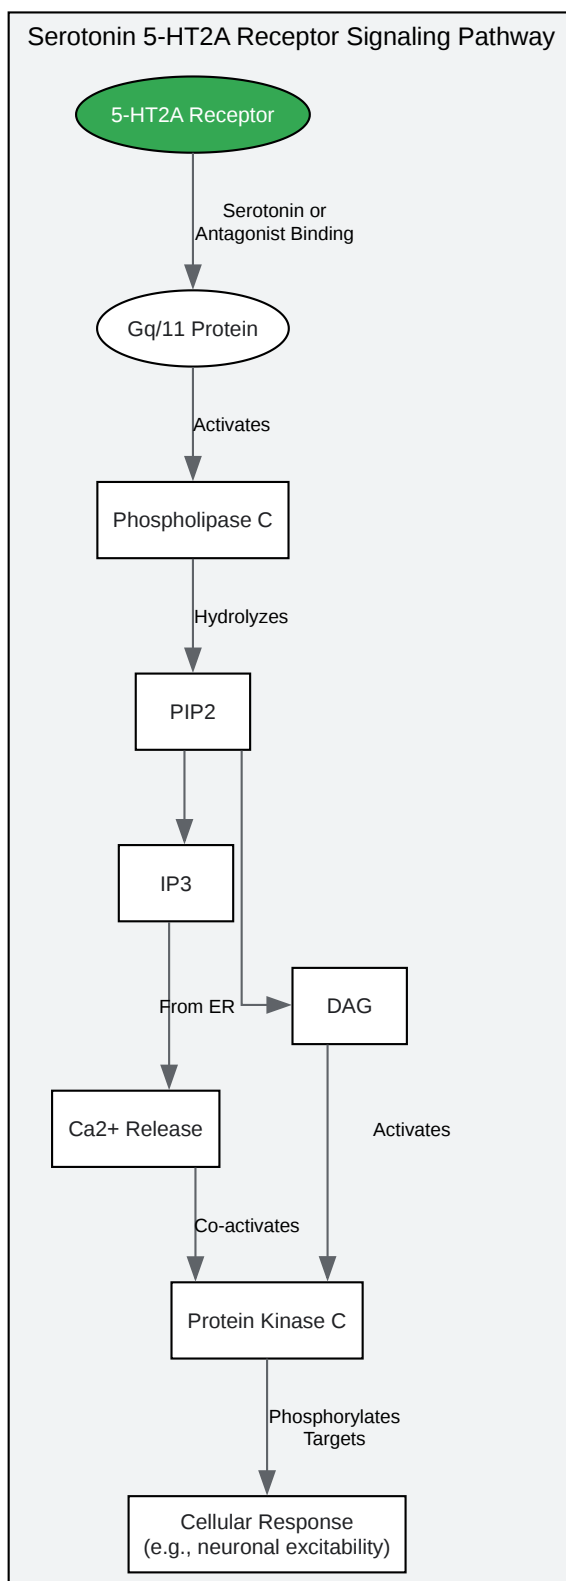 Serotonin 5-HT2A Receptor Signaling Pathway
5-HT2A Receptor
Serotonin or
Antagonist Binding
Gq/11 Protein
Activates
Phospholipase C
Hydrolyzes
PIP2
IP3
From ER
DAG
Ca2+ Release
Activates
Co-activates
Protein Kinase C
Phosphorylates
Targets
Cellular Response
(e.g., neuronal excitability)